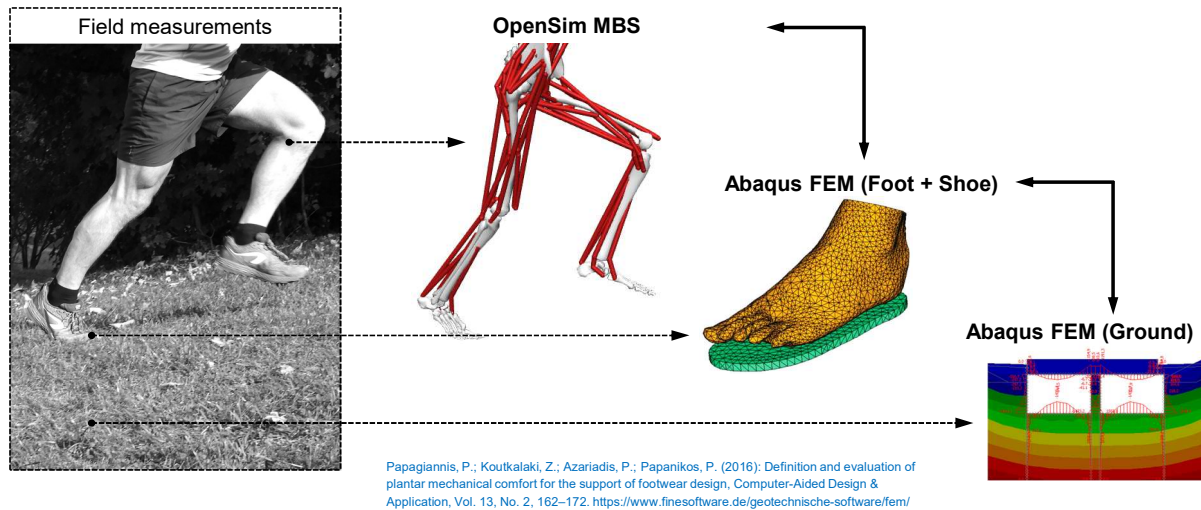 Field measurements
OpenSim MBS
Abaqus FEM (Foot + Shoe)
Abaqus FEM (Ground)
Papagiannis, P.; Koutkalaki, Z.; Azariadis, P.; Papanikos, P. (2016): Definition and evaluation of
plantar mechanical comfort for the support of footwear design, Computer-Aided Design &
Application, Vol. 13, No. 2, 162–172. https://www.finesoftware.de/geotechnische-software/fem/